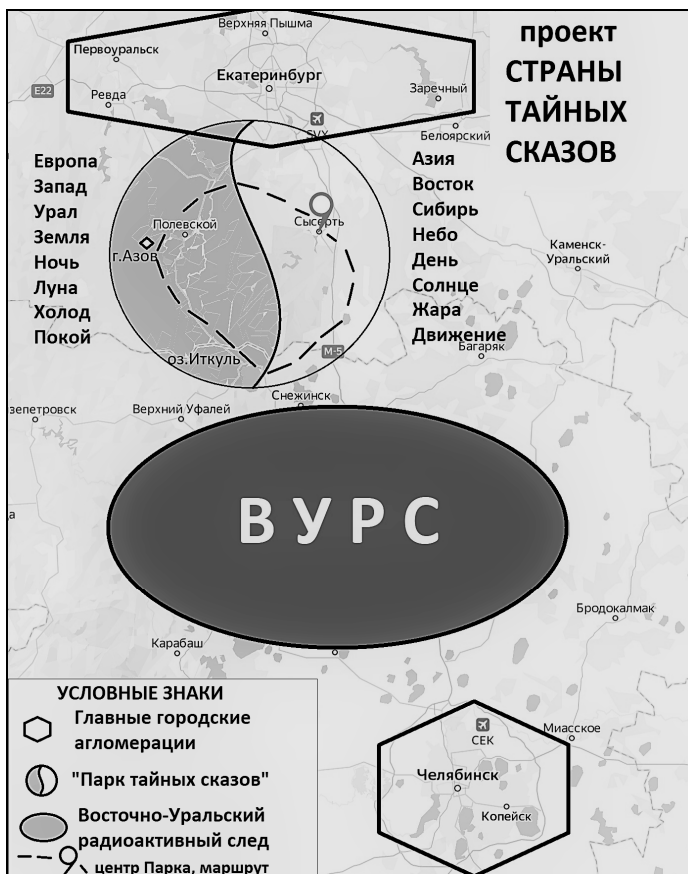 проект
СТРАНЫ
ТАЙНЫХ
СКАЗОВ
Верхняя Пышма
Первоуральск
Екатеринбург
E22
Ревда
Заречный
SVX
Белоярский
Европа
Запад
Урал
Земля
Ночь
Луна
Холод
Покой
Азия
Восток
Сибирь
Небо
День
Солнце
Жара
Движение
Полевской
Сысерть
г.Азов
Каменск-
Уральский
М-5
Багаряк
оз.Иткуль
Снежинск
зепетровск
Верхний Уфалей
ВУРС
а
Бродокалмак
Карабаш
УСЛОВНЫЕ ЗНАКИ
Главные городские
агломерации
"Парк тайных сказов"
Восточно-Уральский
радиоактивный след
центр Парка, маршрут
СЕК
Миасское
Челябинск
Копейск